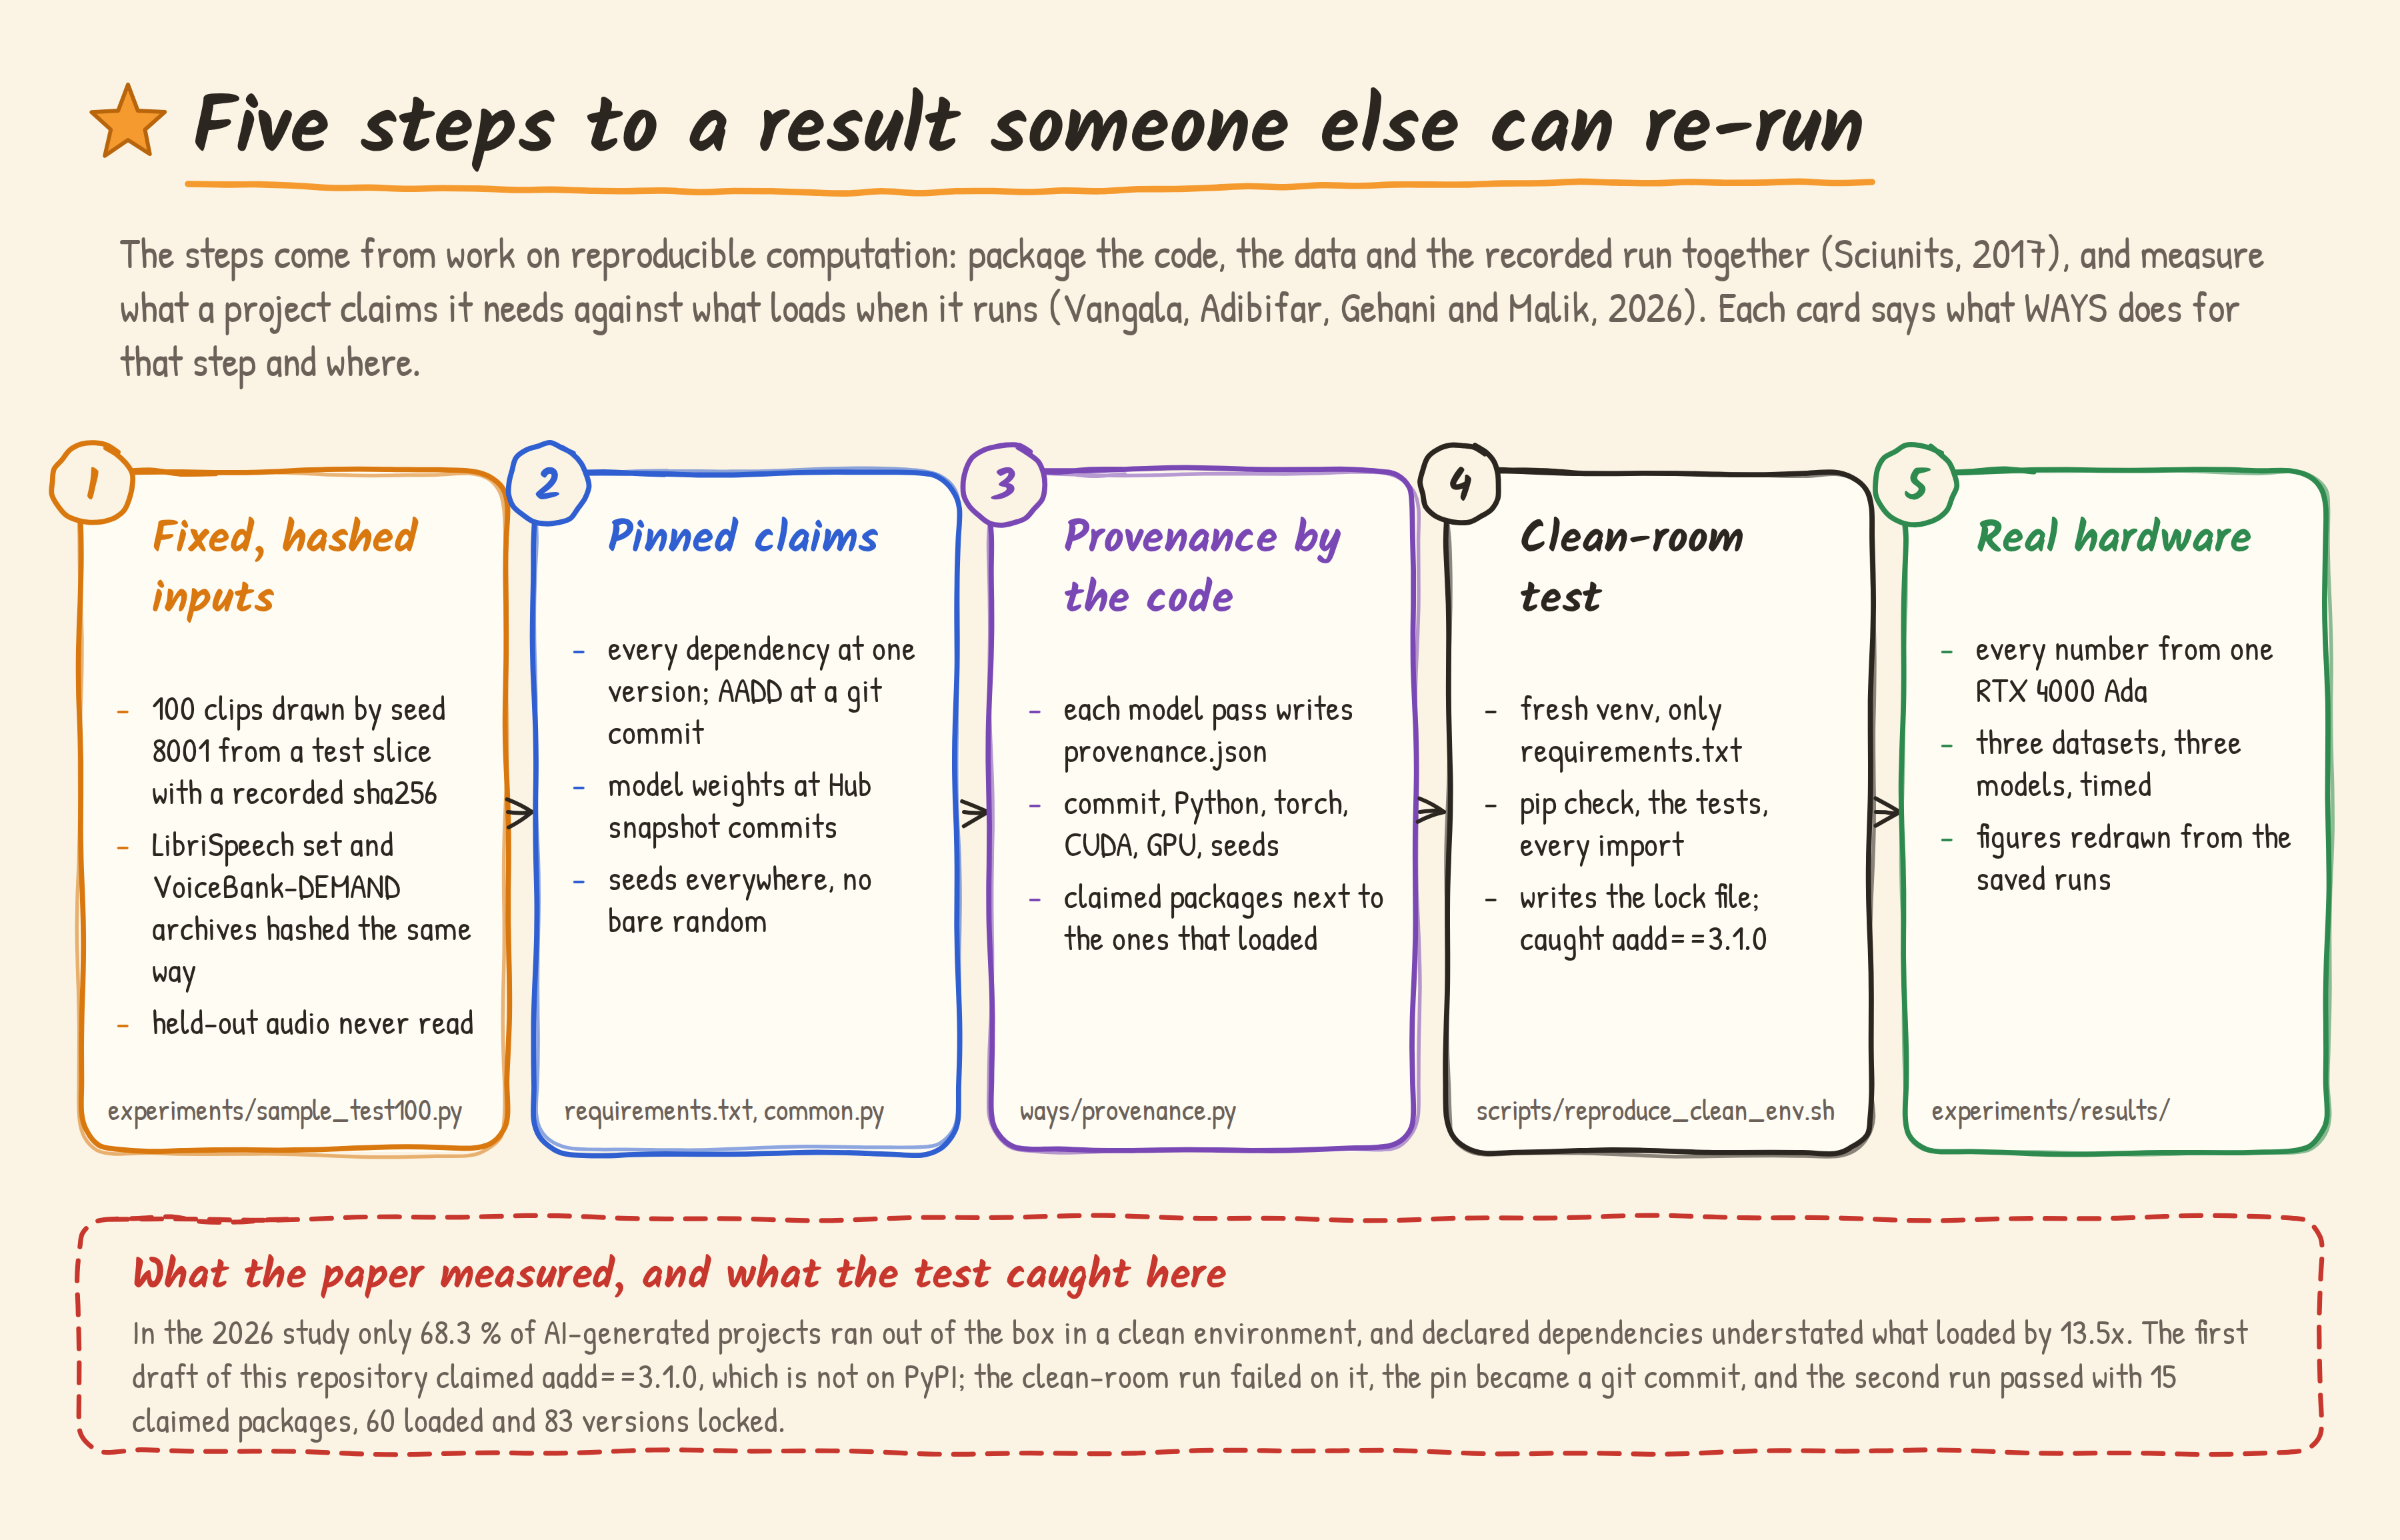 Five steps to a result someone else can re-run
The steps come from work on reproducible computation: package the code, the data and the recorded run together (Sciunits, 2017), and measure
what a project claims it needs against what loads when it runs (Vangala, Adibifar, Gehani and Malik, 2026). Each card says what WAYS does for
that step and where.
1
Fixed, hashed
inputs
- 100 clips drawn by seed
8001 from a test slice
with a recorded sha256
- LibriSpeech set and
VoiceBank-DEMAND
archives hashed the same
way
- held-out audio never read
experiments/sample_test100.py
2
Pinned claims
- every dependency at one
version; AADD at a git
commit
- model weights at Hub
snapshot commits
- seeds everywhere, no
bare random
requirements.txt, common.py
3
Provenance by
the code
- each model pass writes
provenance.json
- commit, Python, torch,
CUDA, GPU, seeds
- claimed packages next to
the ones that loaded
ways/provenance.py
4
Clean-room
test
- fresh venv, only
requirements.txt
- pip check, the tests,
every import
- writes the lock file;
caught aadd==3.1.0
scripts/reproduce_clean_env.sh
5
Real hardware
- every number from one
RTX 4000 Ada
- three datasets, three
models, timed
- figures redrawn from the
saved runs
experiments/results/
What the paper measured, and what the test caught here
In the 2026 study only 68.3 % of AI-generated projects ran out of the box in a clean environment, and declared dependencies understated what loaded by 13.5x. The first
draft of this repository claimed aadd==3.1.0, which is not on PyPI; the clean-room run failed on it, the pin became a git commit, and the second run passed with 15
claimed packages, 60 loaded and 83 versions locked.